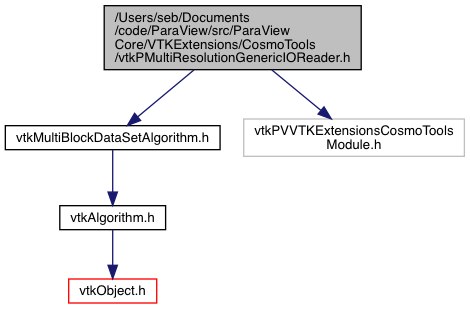 /Users/seb/Documents
/code/ParaView/src/ParaView
Core/VTKExtensions/CosmoTools
/vtkPMultiResolutionGenericIOReader.h
vtkMultiBlockDataSetAlgorithm.h
vtkPVVTKExtensionsCosmoTools
Module.h
vtkAlgorithm.h
vtkObject.h